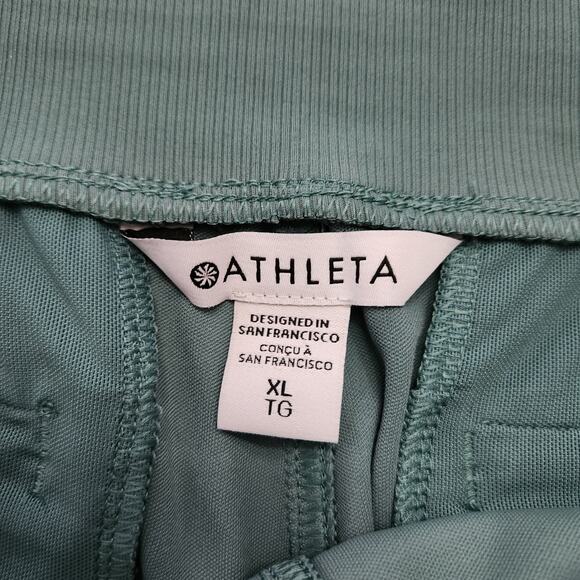 ATHLETA
DESIGNED IN
SAN FRANCISCO
CONÇU À
SAN FRANCISCO
XL
TG